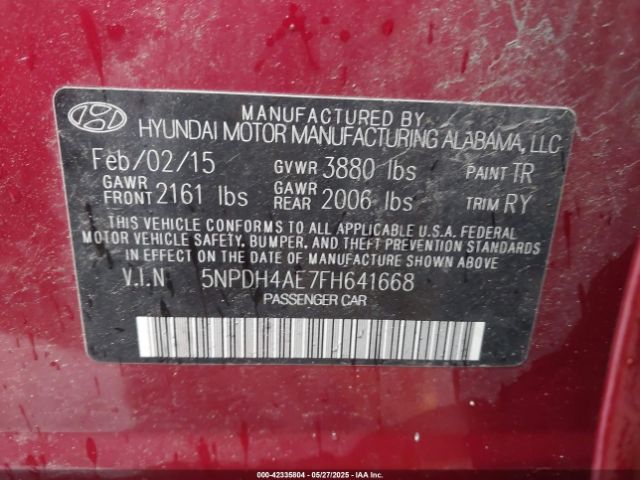 MANUFACTURED BY
HYUNDAI MOTOR MANUFACTURING ALABAMA, LLC
Feb/02/15 GVWR 3880 lbs PAINT TR
GAWR FRONT 2161 lbs GAWR REAR 2006 lbs TRIM RY
THIS VEHICLE CONFORMS TO ALL APPLICABLE U.S.A. FEDERAL
MOTOR VEHICLE SAFETY, BUMPER, AND THEFT PREVENTION
STANDARDS IN EFFECT ON THE DATE OF MANUFACTURE SHOWN ABOVE.
V.I.N 5NPDH4AE7FH641668
PASSENGER CAR
000-42335804 - 05/27/2025 - IAAI.COM